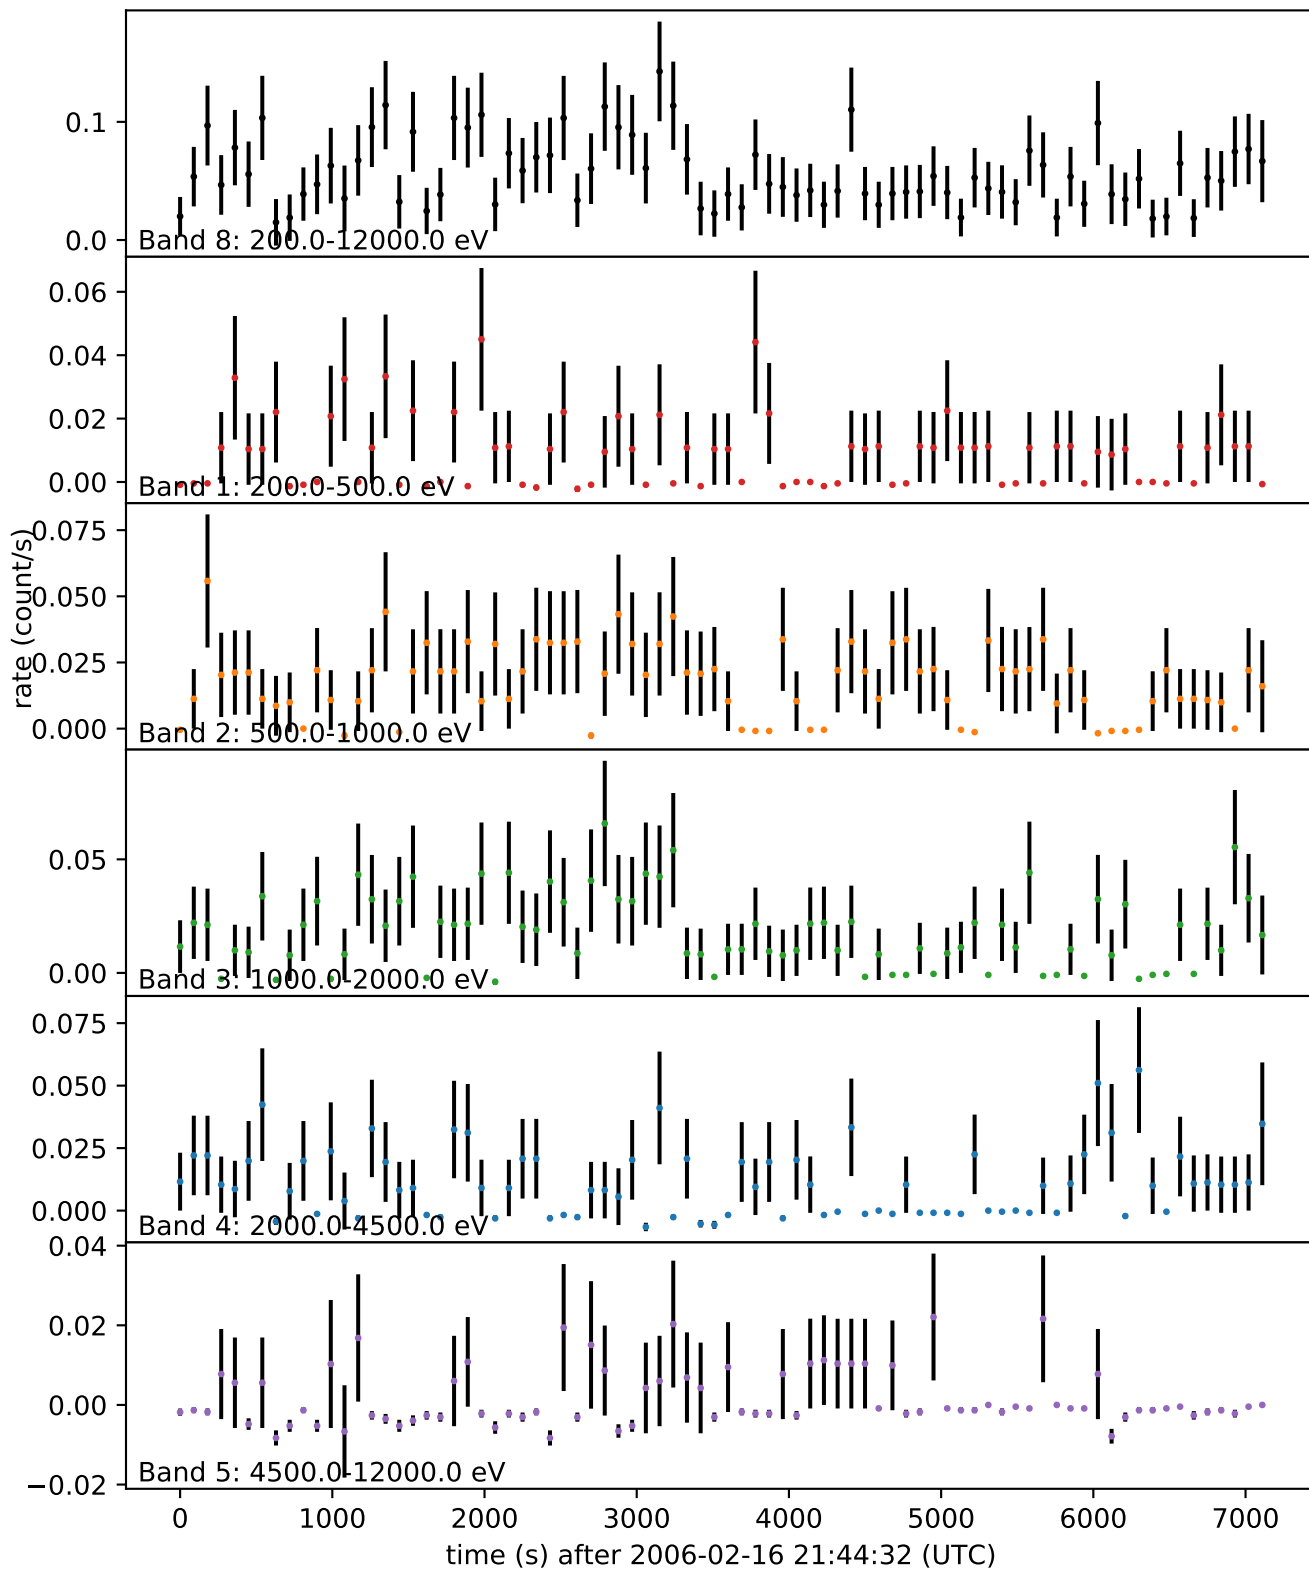 0.1
0.0
Band 8: 200.0-12000.0 eV
0.06
0.04
0.02
0.00
Band 1: 200.0-500.0 eV
rate (count/s)
0.075
0.050
0.025
0.000
Band 2: 500.0-1000.0 eV
0.05
0.00
Band 3: 1000.0-2000.0 eV
0.075
0.050
0.025
0.000
Band 4: 2000.0-4500.0 eV
0.04
0.02
0.00
−0.02
Band 5: 4500.0-12000.0 eV
0 1000 2000 3000 4000 5000 6000 7000
time (s) after 2006-02-16 21:44:32 (UTC)